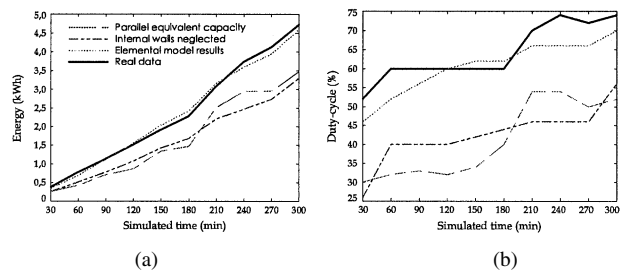 5,0
4,5
4,0
3,5
3,0
2,5
2,0
1,5
1,0
0,5
0
Energy (kWh)
Parallel equivalent capacity
Internal walls neglected
Elemental model results
Real data
30 60 90 120 150 180 210 240 270 300
Simulated time (min)
(a)
75
70
65
60
55
50
45
40
35
30
25
Duty-cycle (%)
30 60 90 120 150 180 210 240 270 300
Simulated time (min)
(b)